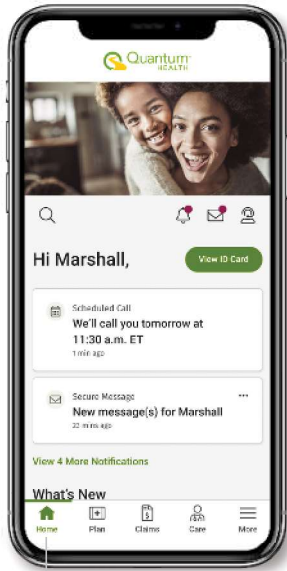 Quantum
HEALTH
Hi Marshall,
View ID Card
Scheduled Call
We'll call you tomorrow at
11:30 a.m. ET
1 min ago
Secure Message
New message(s) for Marshall
22 mins ago
View 4 More Notifications
What's New
Home Plan Claims Care More